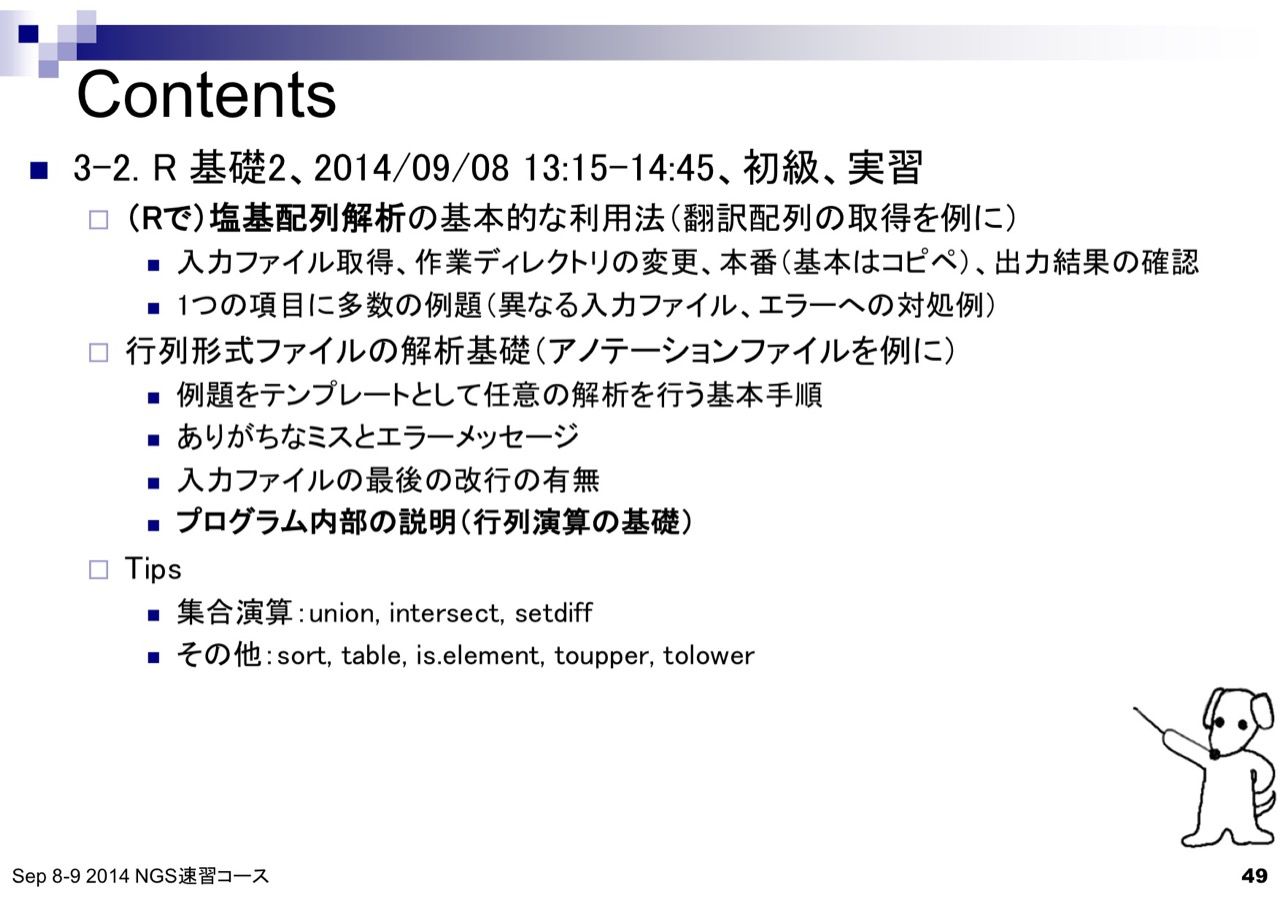 Contents
3-2. R 基礎2、2014/09/08 13:15-14:45、初級、実習
（Rで）塩基配列解析の基本的な利用法（翻訳配列の取得を例に）
入力ファイル取得、作業ディレクトリの変更、本番（基本はコピペ）、出力結果の確認
1つの項目に多数の例題（異なる入力ファイル、エラーへの対処例）
行列形式ファイルの解析基礎（アノテーションファイルを例に）
例題をテンプレートとして任意の解析を行う基本手順
ありがちなミスとエラーメッセージ
入力ファイルの最後の改行の有無
プログラム内部の説明（行列演算の基礎）
Tips
集合演算：union, intersect, setdiff
その他：sort, table, is.element, toupper, tolower
Sep 8-9 2014 NGS速習コース
49